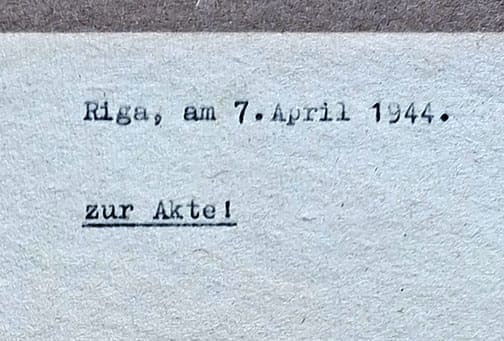 Riga, am 7.April 1944.
zur Akte!